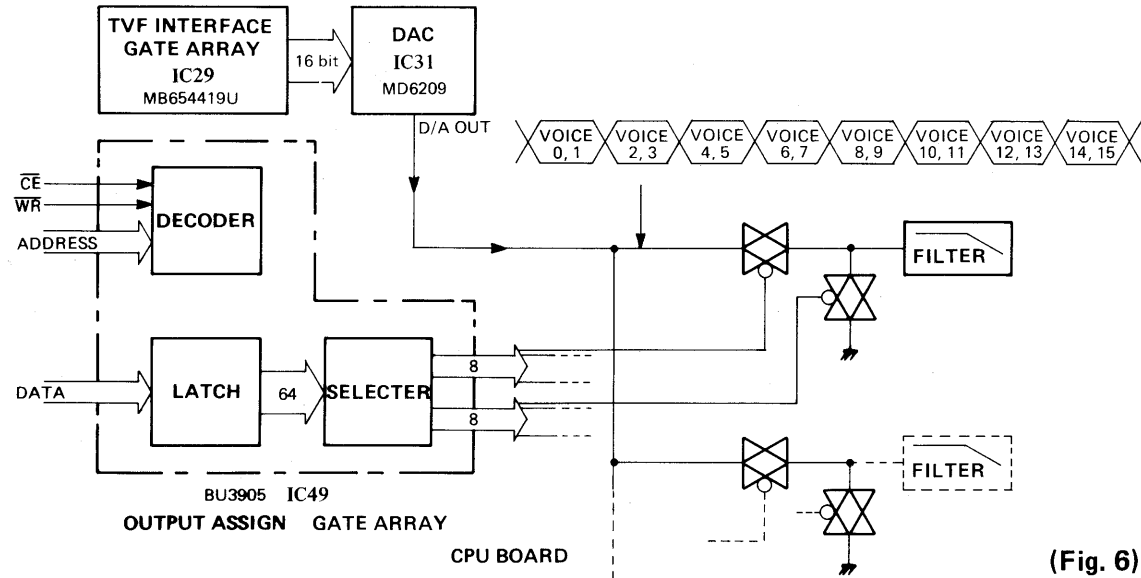 TVF INTERFACE
GATE ARRAY
IC29
MB654419U
16 bit
DAC
IC31
MD6209
D/A OUT
VOICE
0, 1
VOICE
2, 3
VOICE
4, 5
VOICE
6, 7
VOICE
8, 9
VOICE
10, 11
VOICE
12, 13
VOICE
14, 15
CE
WR
ADDRESS
DECODER
FILTER
DATA
LATCH
64
SELECTER
8
8
FILTER
BU3905 IC49
OUTPUT ASSIGN GATE ARRAY
CPU BOARD
(Fig. 6)